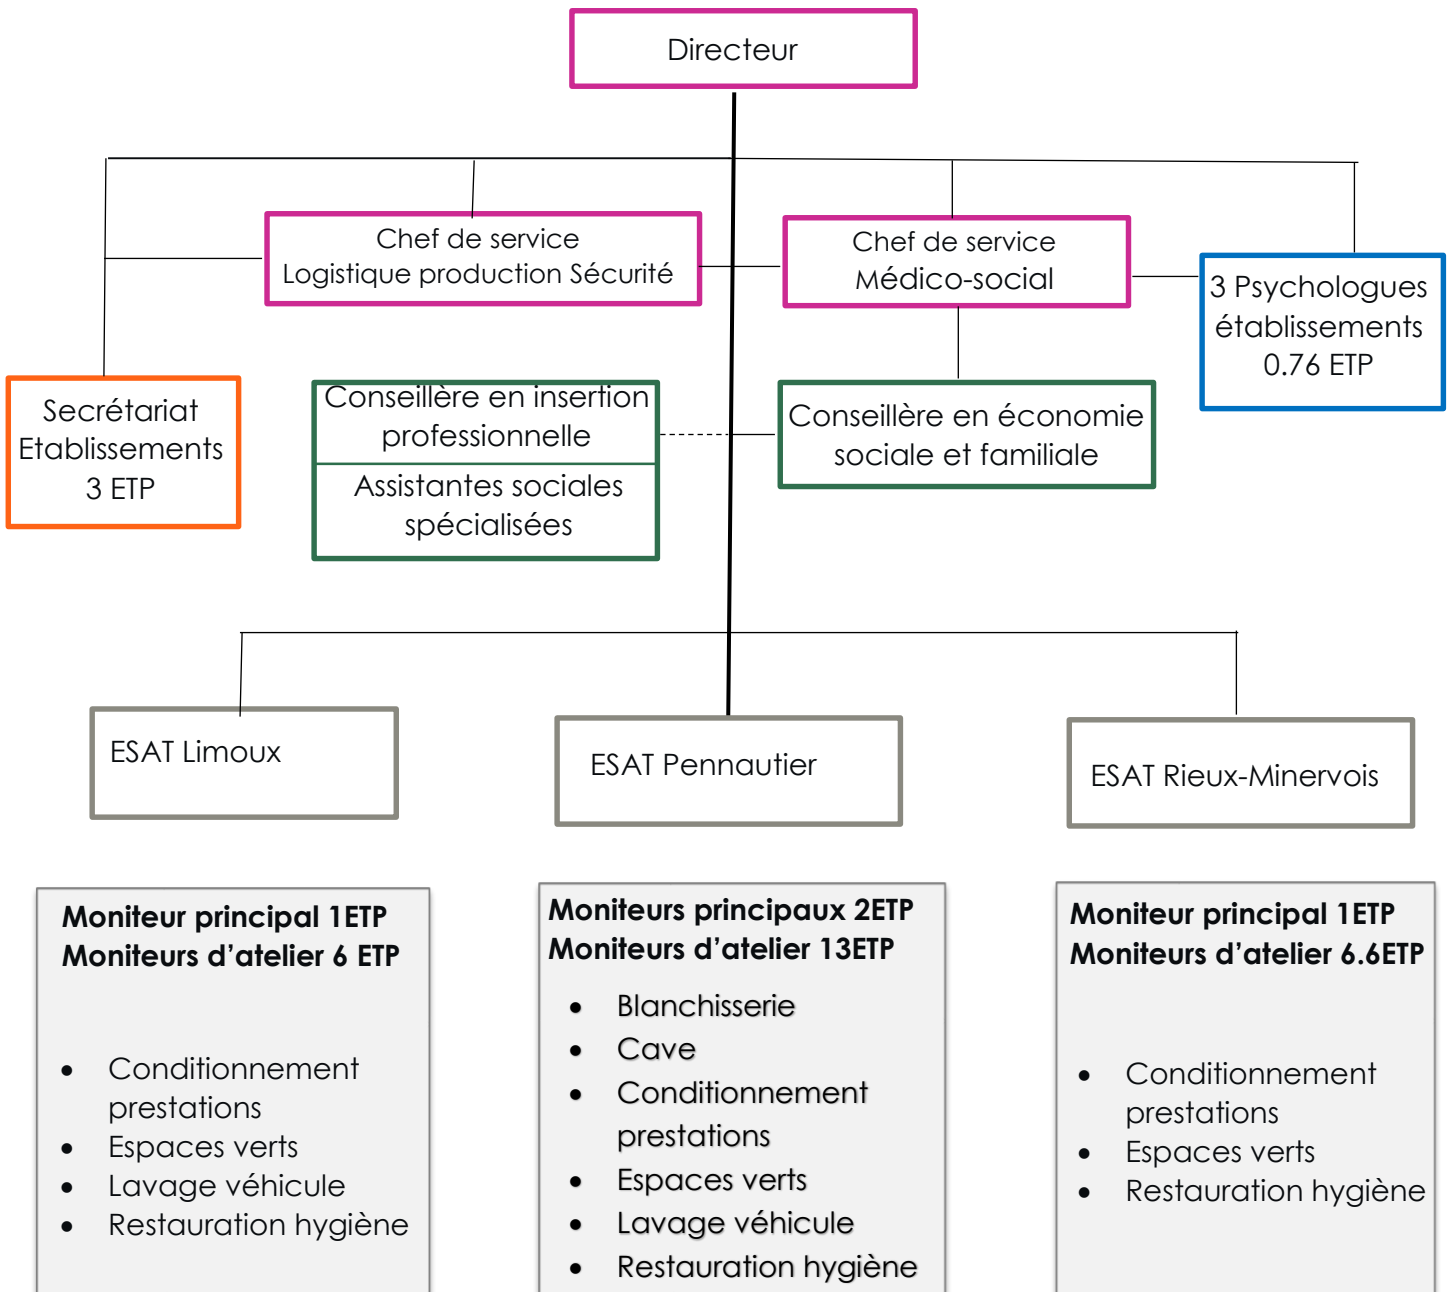 Directeur
Chef de service
Logistique production Sécurité
Chef de service
Médico-social
3 Psychologues
établissements
0.76 ETP
Secrétariat
Etablissements
3 ETP
Conseillère en insertion
professionnelle
Assistantes sociales
spécialisées
Conseillère en économie
sociale et familiale
ESAT Limoux
ESAT Pennautier
ESAT Rieux-Minervois
Moniteur principal 1ETP
Moniteurs d’atelier 6 ETP
• Conditionnement
prestations
• Espaces verts
• Lavage véhicule
• Restauration hygiène
Moniteurs principaux 2ETP
Moniteurs d’atelier 13ETP
• Blanchisserie
• Cave
• Conditionnement
prestations
• Espaces verts
• Lavage véhicule
• Restauration hygiène
Moniteur principal 1ETP
Moniteurs d’atelier 6.6ETP
• Conditionnement
prestations
• Espaces verts
• Restauration hygiène